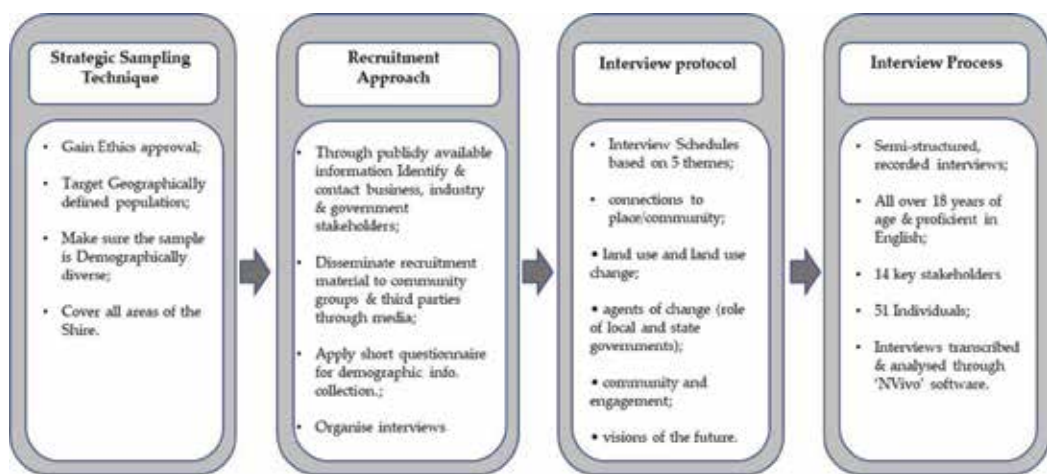 Strategic Sampling
Technique
• Gain Ethics approval;
• Target Geographically
defined population;
• Make sure the sample
is Demographically
diverse;
• Cover all areas of the
Shire.
Recruitment
Approach
• Through publicly available
information Identify &
contact business, industry
& government
stakeholders;
• Disseminate recruitment
material to community
groups & third parties
through media;
• Apply short questionnaire
for demographic info.
collection.;
• Organise interviews
Interview protocol
• Interview Schedules
based on 5 themes;
• connections to
place/community;
• land use and land use
change;
• agents of change (role
of local and state
governments);
• community and
engagement;
• visions of the future.
Interview Process
• Semi-structured,
recorded interviews;
• All over 18 years of
age & proficient in
English;
• 14 key stakeholders
• 51 Individuals;
• Interviews transcribed
& analysed through
'NVivo' software.